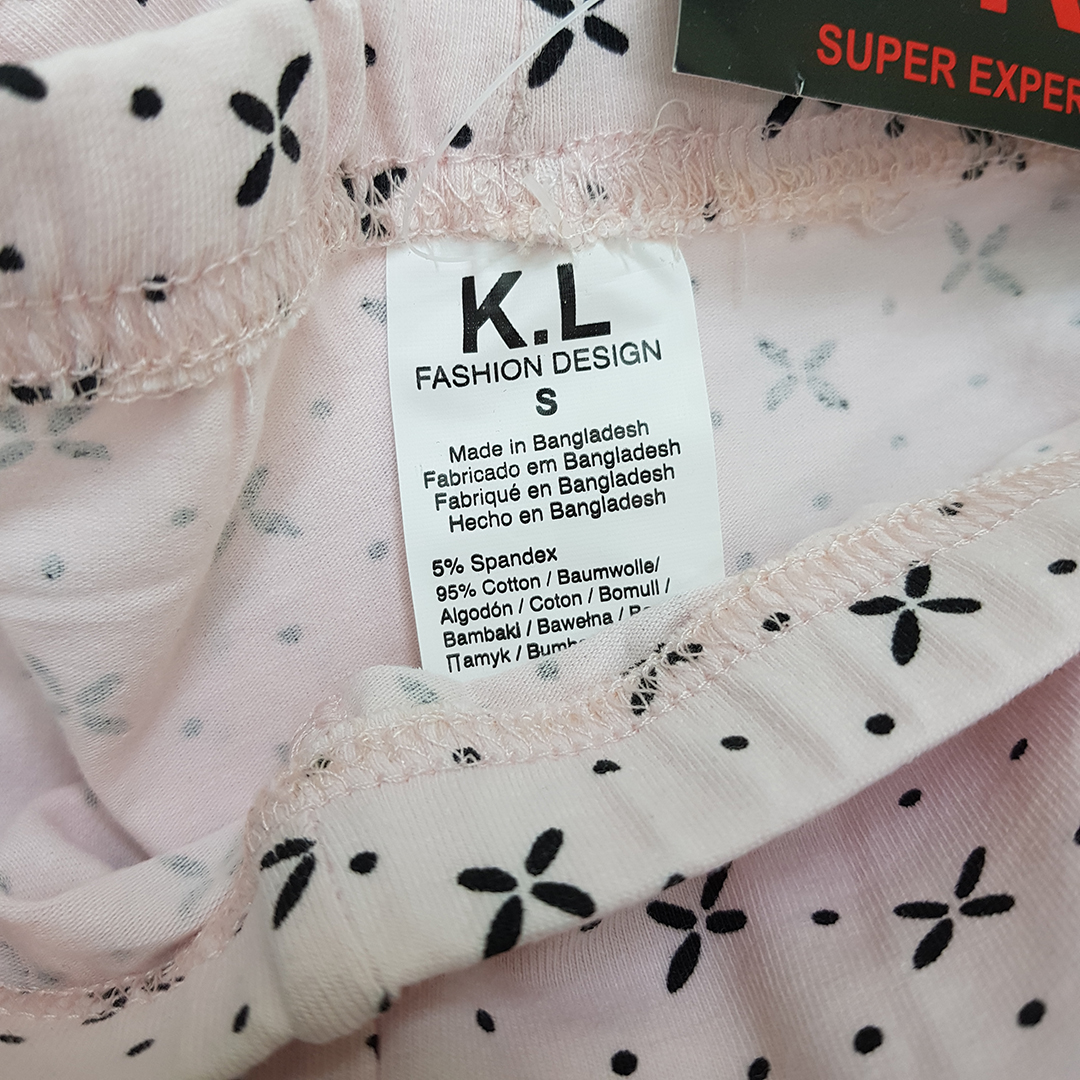 SUPER
K.L
FASHION DESIGN
S
Made in Bangladesh
Fabricado em Bangladesh
Fabriqué en Bangladesh
Hecho en Bangladesh
5% Spandex
95% Cotton / Baumwolle/
Algodón / Coton / Bomull /
Bambaki / Bawełna /
Памук /